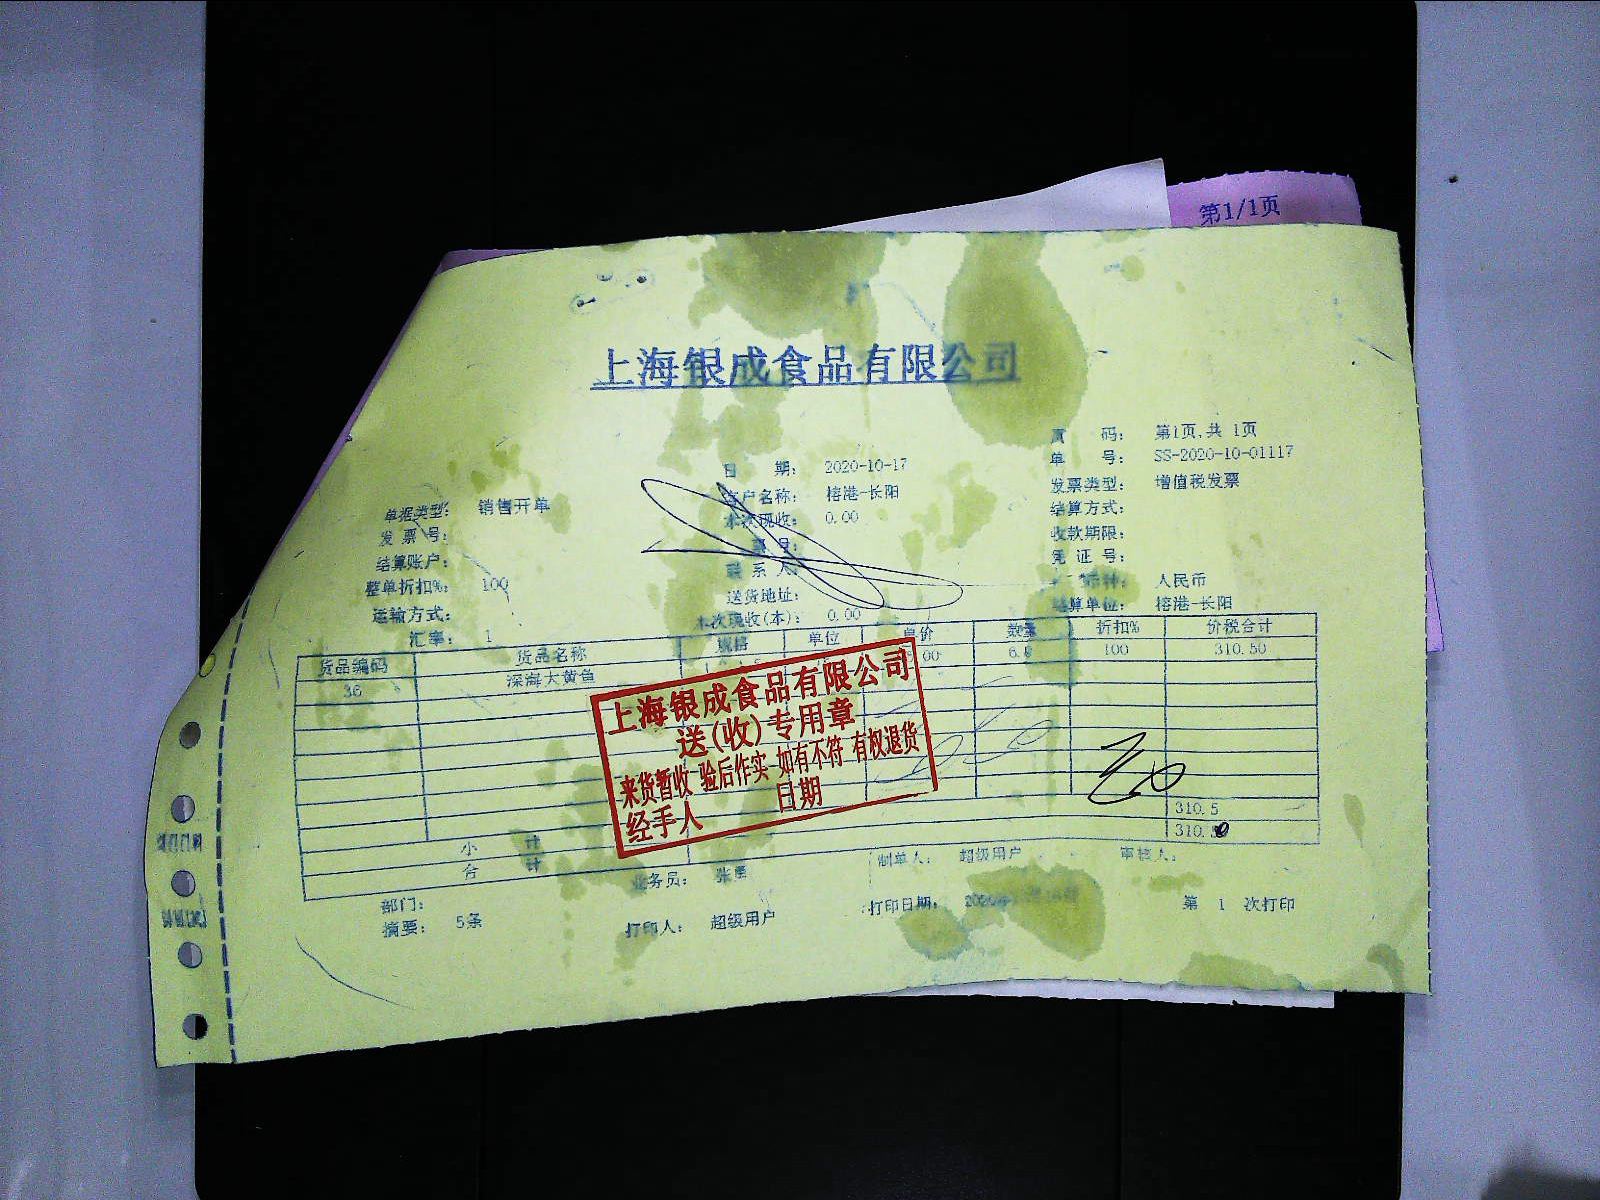 第1/1页
上海银成食品有限公司
页 码： 第1页,共 1页
日 期： 2020-10-17 单 号： SS-2020-10-01117
单据类型： 销售开单 客户名称： 榕港-长阳 发票类型： 增值税发票
发 票 号： 本次现收： 0.00 结算方式：
结算账户： 票 号： 收款期限：
整单折扣%： 100 联 系 人： 凭 证 号：
运输方式： 送货地址： 币种： 人民币
汇率： 1 本次现收(本)： 0.00 结算单位： 榕港-长阳
货品编码 货品名称 规格 单位 单价 数量 折扣% 价税合计
36 深海大黄鱼 100 310.50
上海银成食品有限公司
送(收)专用章
来货暂收 验后作实 如有不符 有权退货
经手人 日期
小 计 310.5
合 计 310.
部门： 业务员： 制单人： 超级用户 审核人：
摘要： 5条 打印人： 超级用户 打印日期： 第 1 次打印